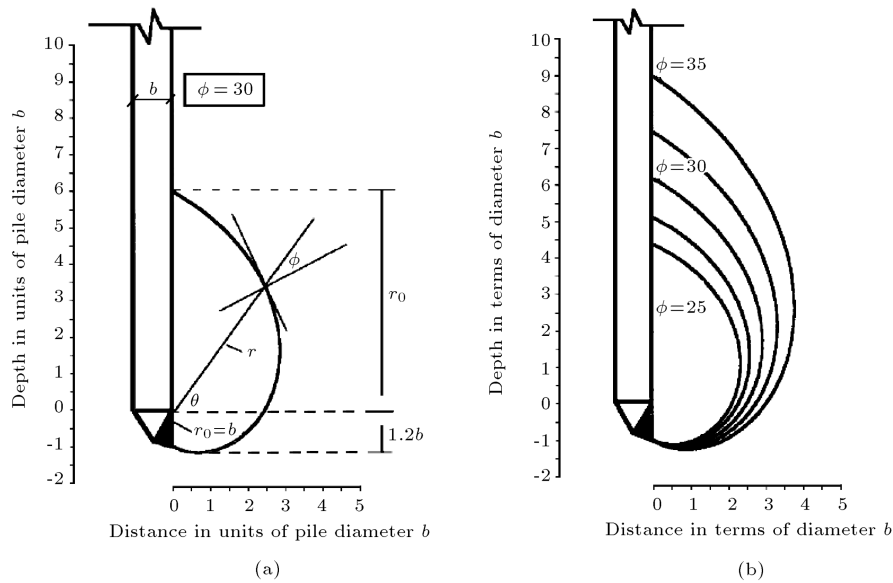 10
9
8
7
6
5
4
3
2
1
0
-1
-2
Depth in units of pile diameter b
b
ϕ = 30
ϕ
r₀
r
θ
r₀=b
1.2b
0 1 2 3 4 5
Distance in units of pile diameter b
(a)
10
9
8
7
6
5
4
3
2
1
0
-1
-2
Depth in terms of diameter b
ϕ=35
ϕ=30
ϕ=25
0 1 2 3 4 5
Distance in terms of diameter b
(b)